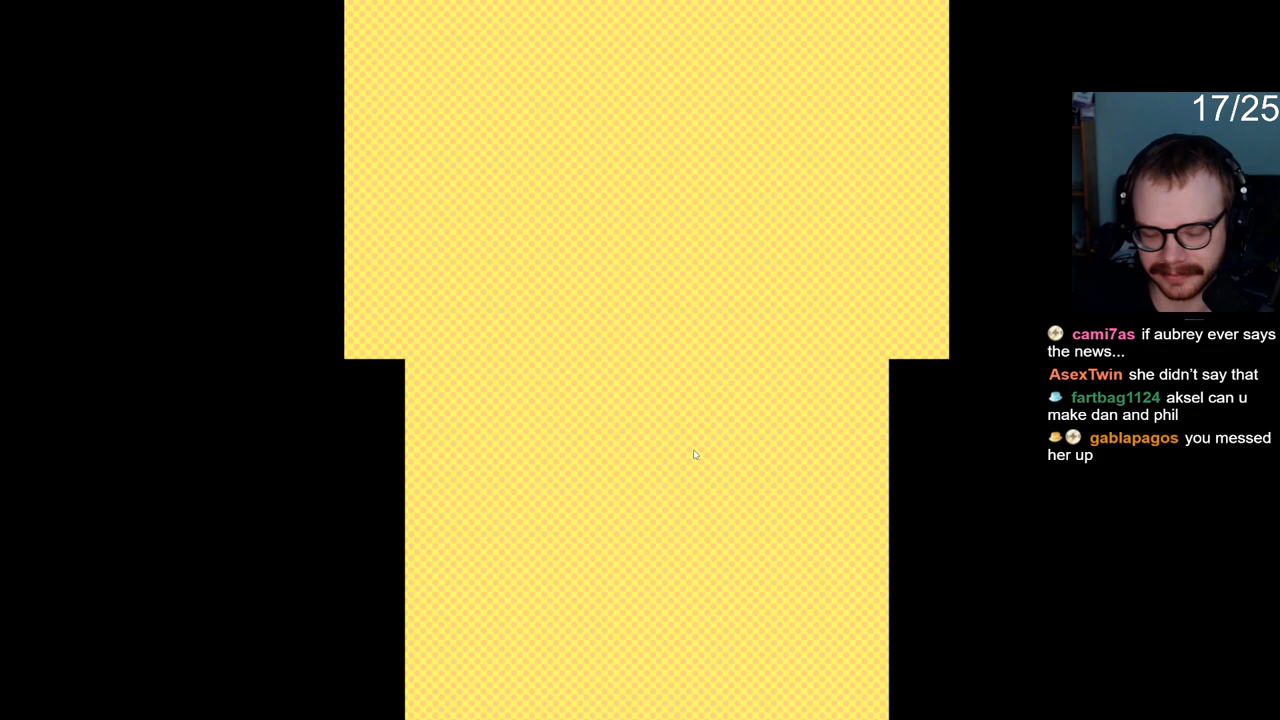 17/25
cami7as if aubrey ever says
the news...
AsexTwin she didn’t say that
fartbag1124 aksel can u
make dan and phil
gablapagos you messed
her up